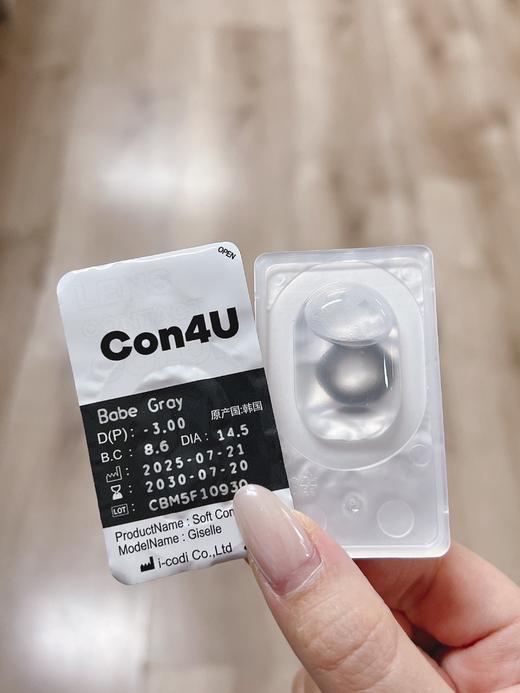 OPEN
Con4U
Babe Gray
原产国:韩国
D(P): -3.00
B.C: 8.6 DIA: 14.5
: 2025-07-21
: 2030-07-20
LOT : CBM5F10930
ProductName : Soft Con
ModelName : Giselle
i-codi Co.,Ltd